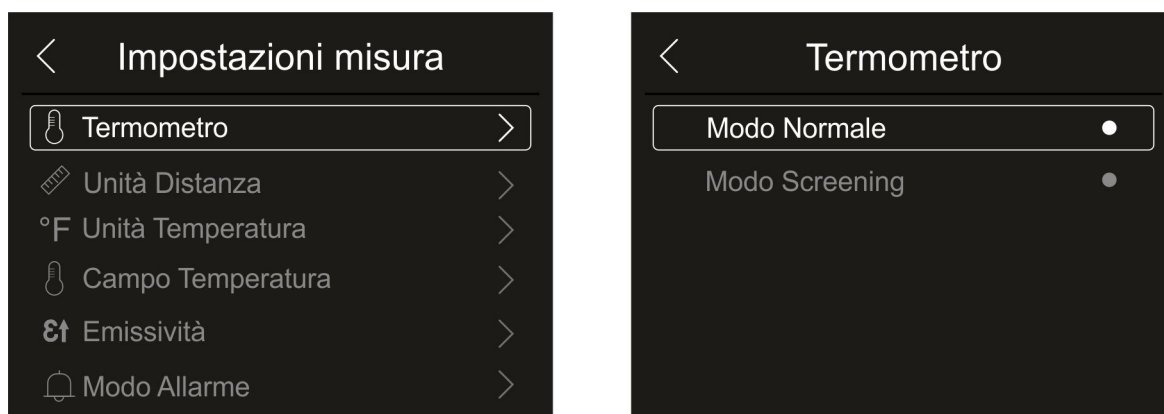 Impostazioni misura
Termometro
Unità Distanza
°F Unità Temperatura
Campo Temperatura
Ɛ↑ Emissività
Modo Allarme
Termometro
Modo Normale
Modo Screening